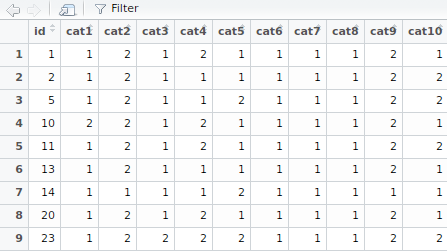 Filter
id cat1 cat2 cat3 cat4 cat5 cat6 cat7 cat8 cat9 cat10
1 1 1 2 1 2 1 1 1 1 2 1
2 2 1 2 1 1 1 1 1 1 2 2
3 5 1 2 1 1 2 1 1 1 2 2
4 10 2 2 1 2 1 1 1 1 2 1
5 11 1 2 1 2 1 1 1 1 2 2
6 13 1 2 1 1 1 1 1 1 2 1
7 14 1 1 1 1 2 1 1 1 1 1
8 20 1 2 1 2 1 1 1 1 2 1
9 23 1 2 2 2 2 1 1 1 2 2